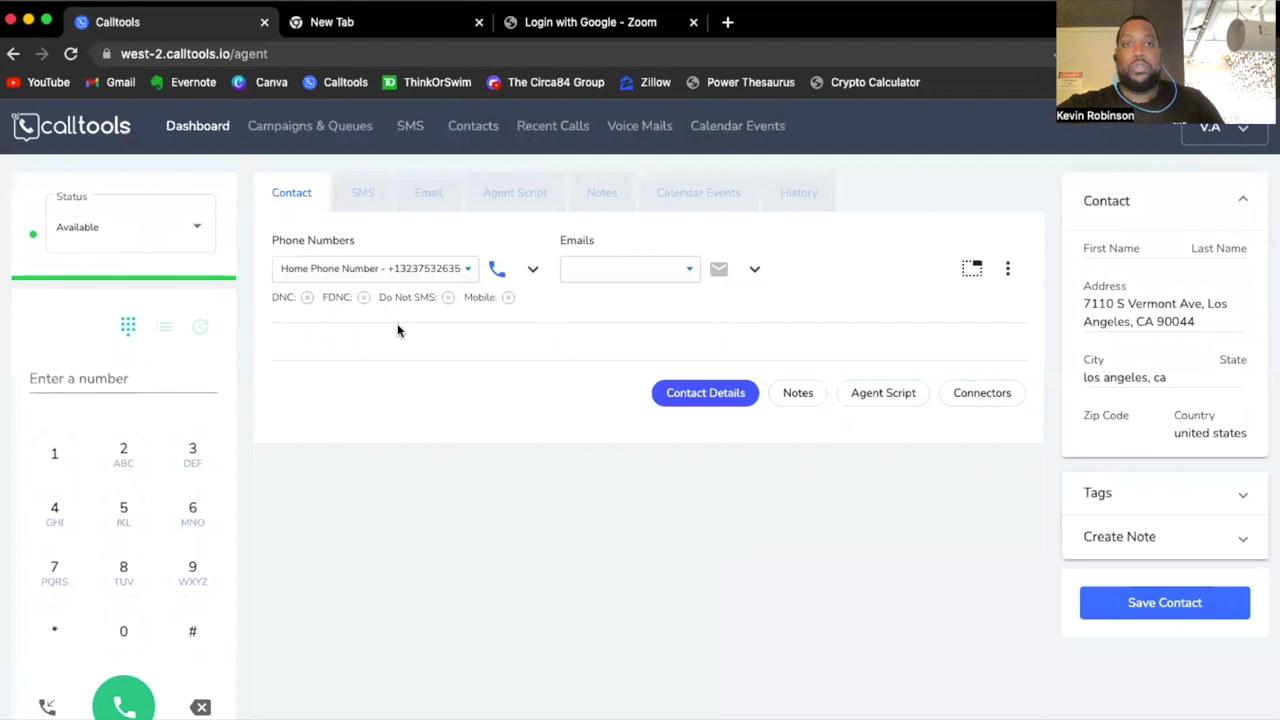 Calltools
New Tab
Login with Google - Zoom
west-2.calltools.io/agent
YouTube
Gmail
Evernote
Canva
Calltools
ThinkOrSwim
The Circa84 Group
Zillow
Power Thesaurus
Crypto Calculator
Kevin Robinson
calltools
Dashboard
Campaigns & Queues
SMS
Contacts
Recent Calls
Voice Mails
Calendar Events
V.A
Status
Available
Enter a number
1
2
ABC
3
DEF
4
GHI
5
JKL
6
MNO
7
PQRS
8
TUV
9
WXYZ
*
0
#
Contact
SMS
Email
Agent Script
Notes
Calendar Events
History
Phone Numbers
Emails
Home Phone Number - +13237532635
DNC:
FDNC:
Do Not SMS:
Mobile:
Contact Details
Notes
Agent Script
Connectors
Contact
First Name
Last Name
Address
7110 S Vermont Ave, Los
Angeles, CA 90044
City
State
los angeles, ca
Zip Code
Country
united states
Tags
Create Note
Save Contact